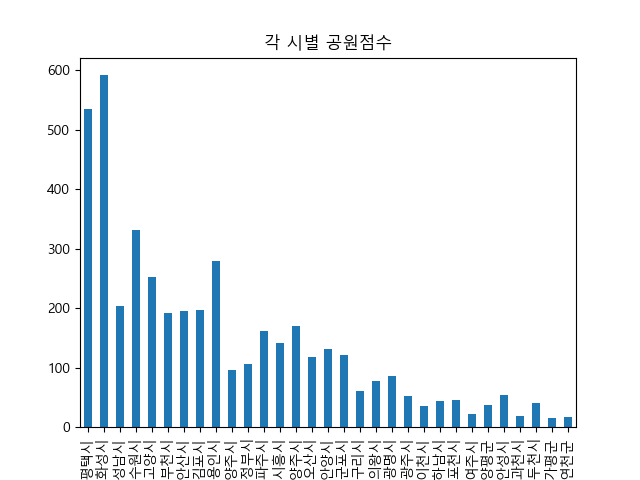 각 시별 공원점수
600
500
400
300
200
100
0
평택시
화성시
성남시
수원시
고양시
부천시
안산시
김포시
용인시
양주시
정부시
파주시
시흥시
양주시
오산시
안양시
군포시
구리시
의왕시
광명시
광주시
이천시
하남시
포천시
여주시
양평군
안성시
과천시
두천시
가평군
연천군